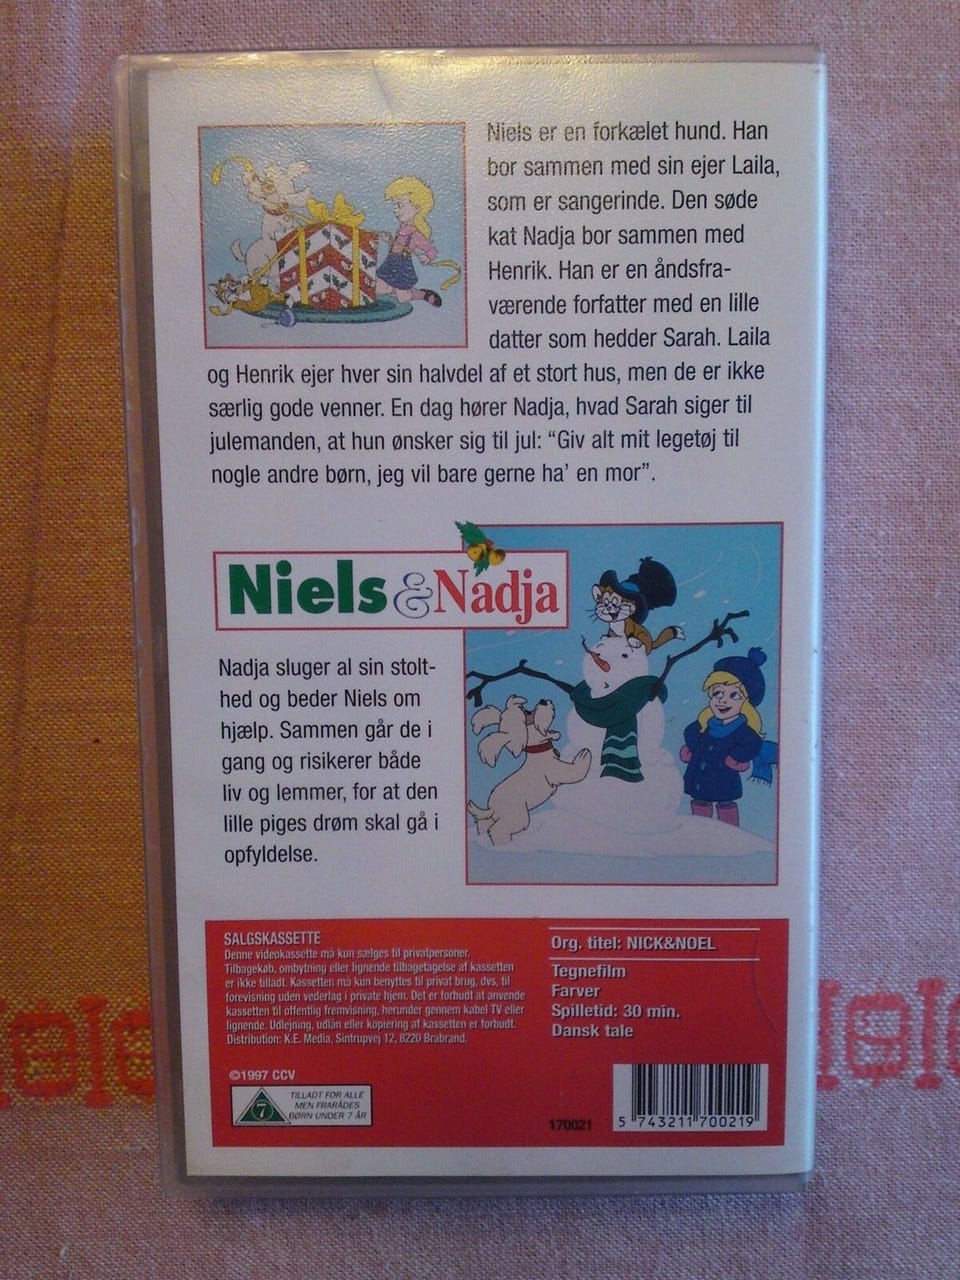 Niels er en forkælet hund. Han
bor sammen med sin ejer Laila,
som er sangerinde. Den søde
kat Nadja bor sammen med
Henrik. Han er en åndsfra-
værende forfatter med en lille
datter som hedder Sarah. Laila
og Henrik ejer hver sin halvdel af et stort hus, men de er ikke
særlig gode venner. En dag hører Nadja, hvad Sarah siger til
julemanden, at hun ønsker sig til jul: “Giv alt mit legetøj til
nogle andre børn, jeg vil bare gerne ha’ en mor”.
Niels & Nadja
Nadja sluger al sin stolt-
hed og beder Niels om
hjælp. Sammen går de i
gang og risikerer både
liv og lemmer, for at den
lille piges drøm skal gå i
opfyldelse.
SALGSKASSETTE
Denne videokassette må kun sælges til privatpersoner.
Tilbagekøb, ombytning eller lignende tilbagetagelse af kassetten
er ikke tilladt. Kassetten må kun benyttes til privat brug, dvs, til
forevisning uden vederlag i private hjem. Det er forbudt at anvende
kassetten til offentlig fremvisning, herunder gennem kabel TV eller
lignende. Udlejning, udlån eller kopiering af kassetten er forbudt.
Distribution: K.E. Media, Sintrupvej 12, 8220 Brabrand.
©1997 CCV
7
TILLADT FOR ALLE
MEN FRARÅDES
BØRN UNDER 7 ÅR
Org. titel: NICK&NOEL
Tegnefilm
Farver
Spilletid: 30 min.
Dansk tale
170021
5 743211 700219